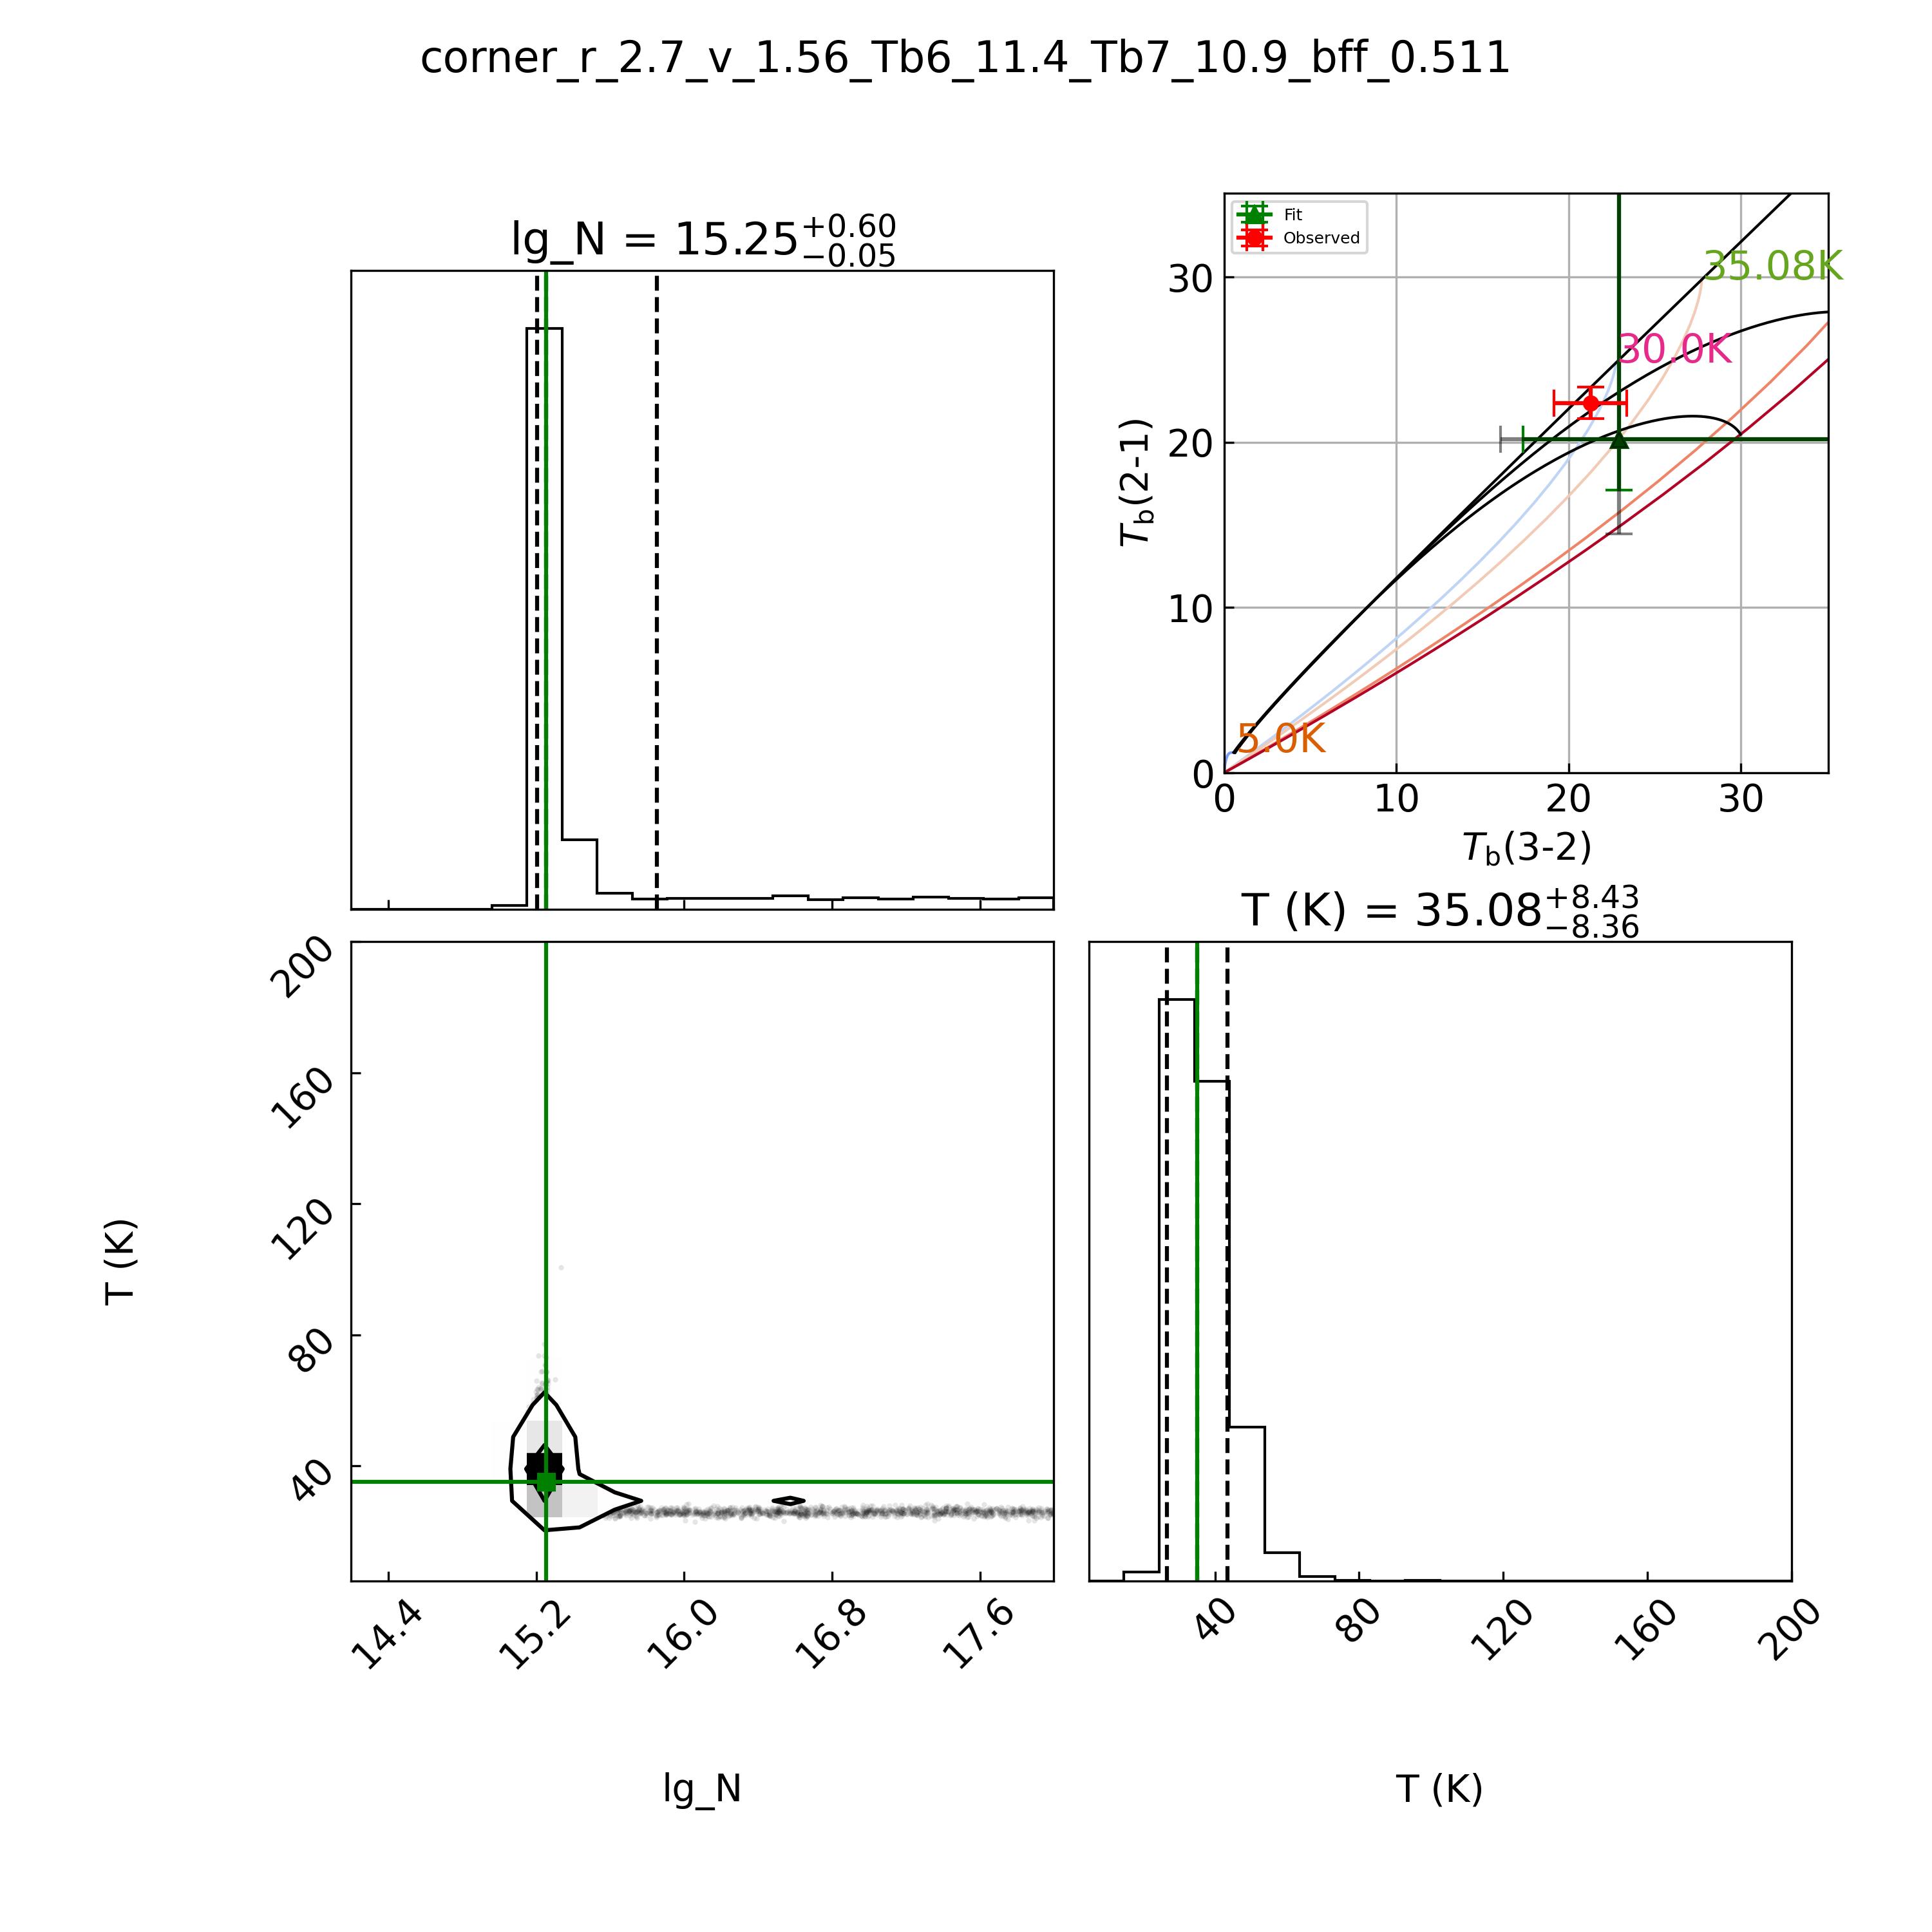 corner_r_2.7_v_1.56_Tb6_11.4_Tb7_10.9_bff_0.511
lg_N = 15.25+0.60−0.05
Fit
Observed
35.08K
30.0K
5.0K
30
20
10
0
0 10 20 30
Tb(2-1)
Tb(3-2)
T (K) = 35.08+8.43−8.36
200
160
120
80
40
T (K)
14.4 15.2 16.0 16.8 17.6
lg_N
40 80 120 160 200
T (K)